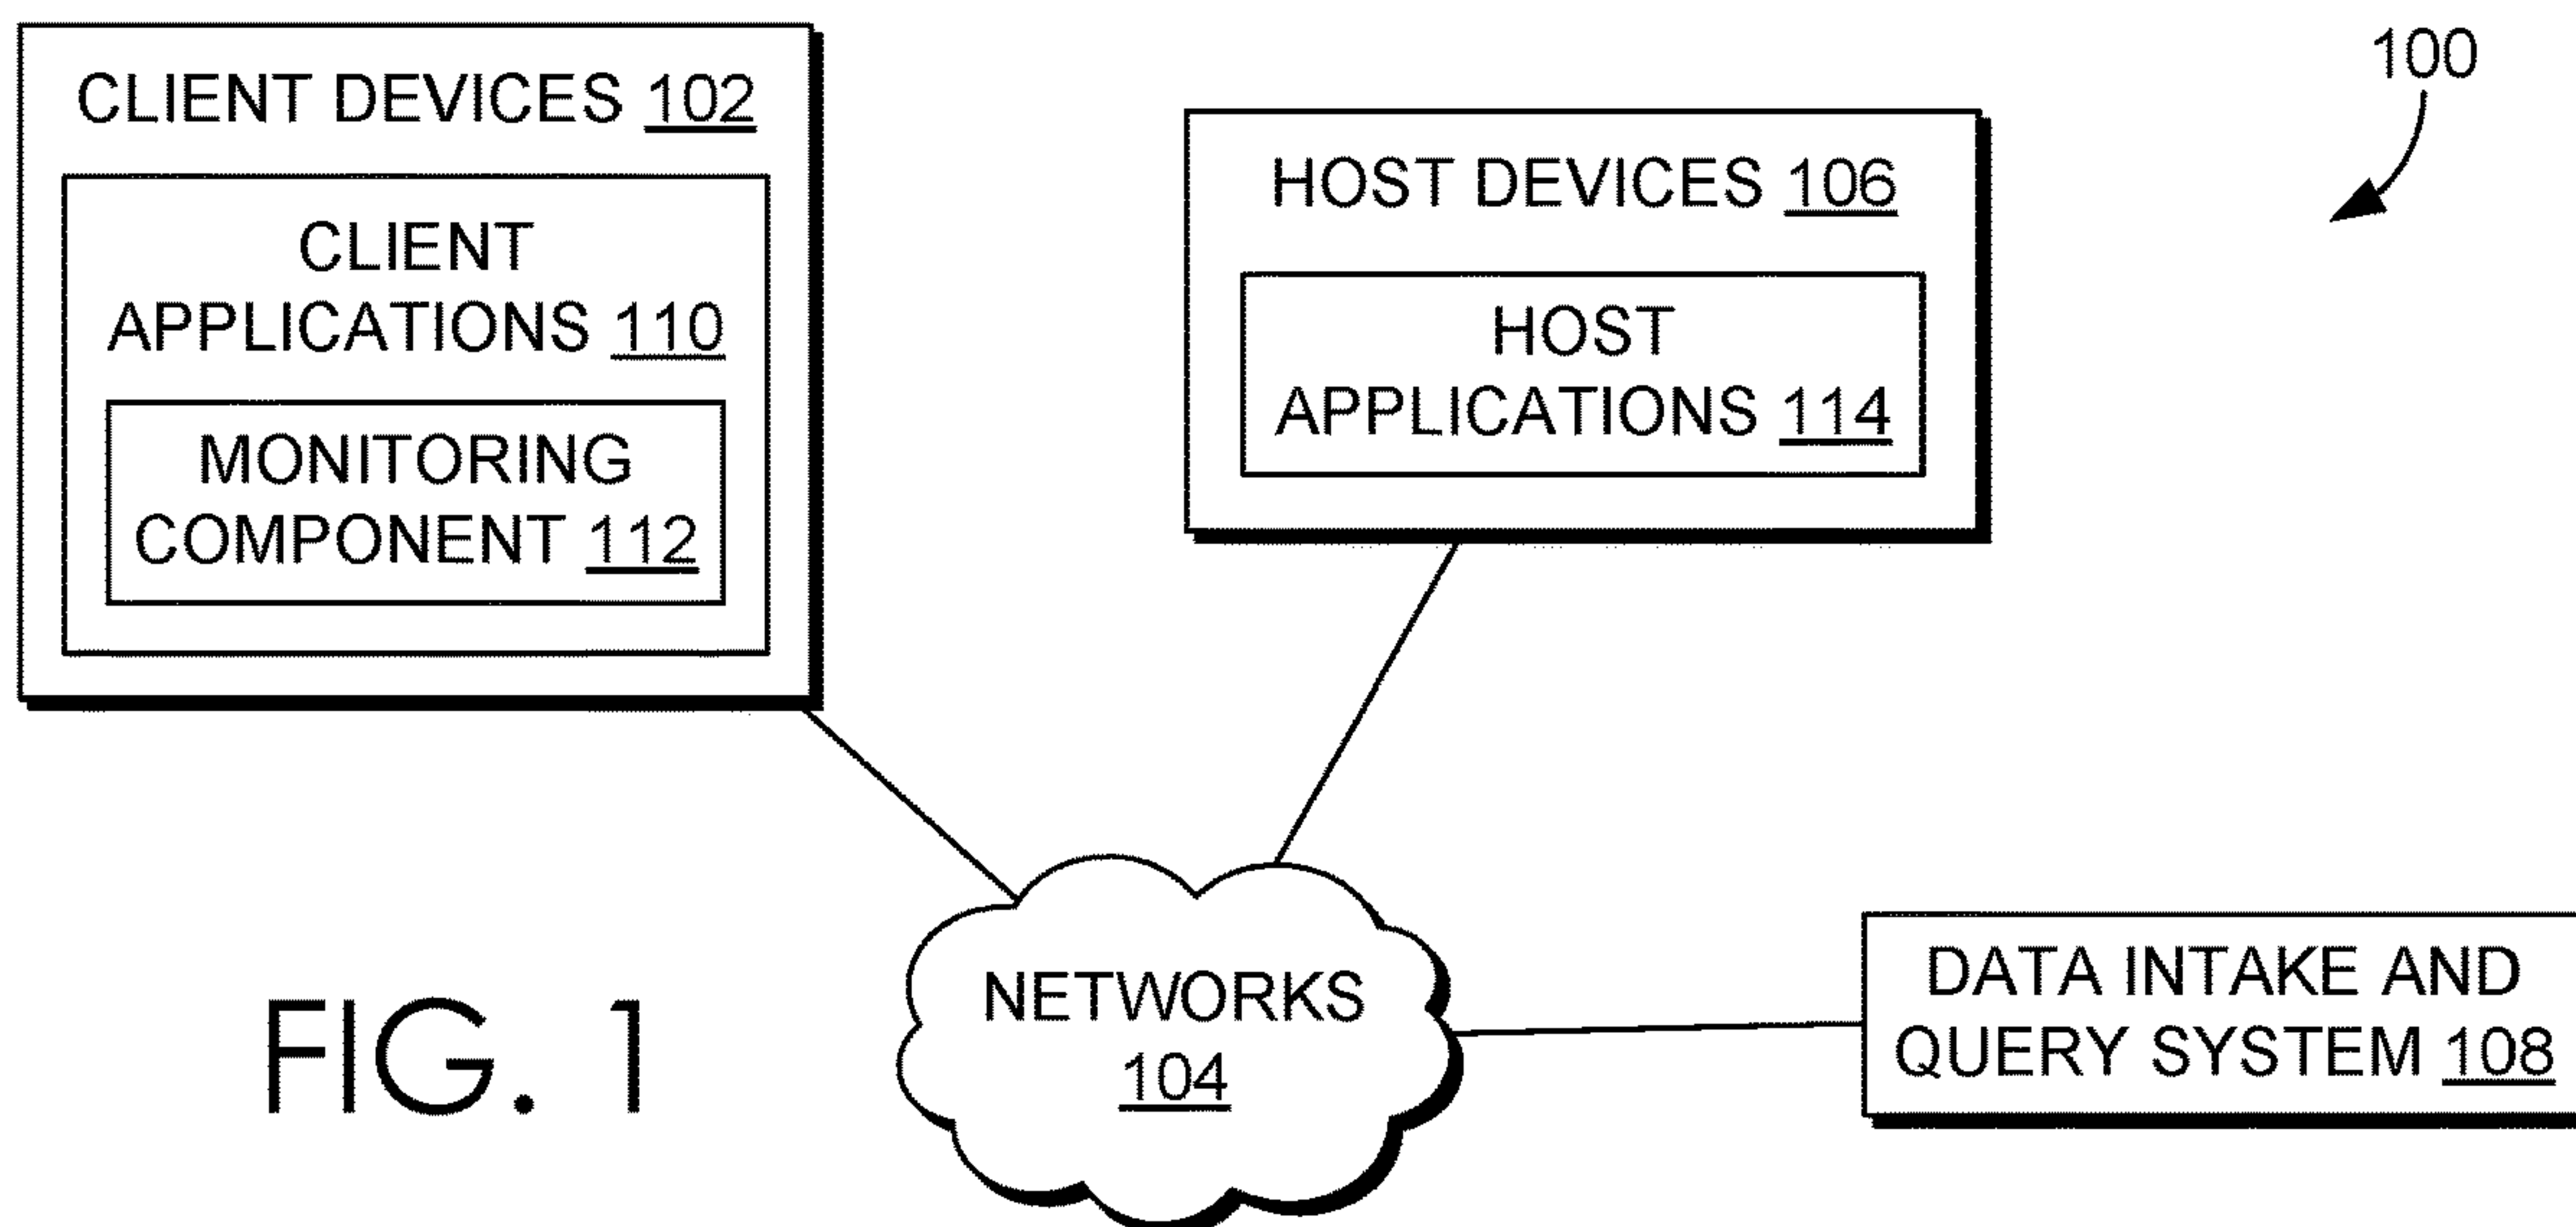 CLIENT DEVICES 102
CLIENT
APPLICATIONS 110
MONITORING
COMPONENT 112
HOST DEVICES 106
HOST
APPLICATIONS 114
100
NETWORKS
104
DATA INTAKE AND
QUERY SYSTEM 108
FIG. 1